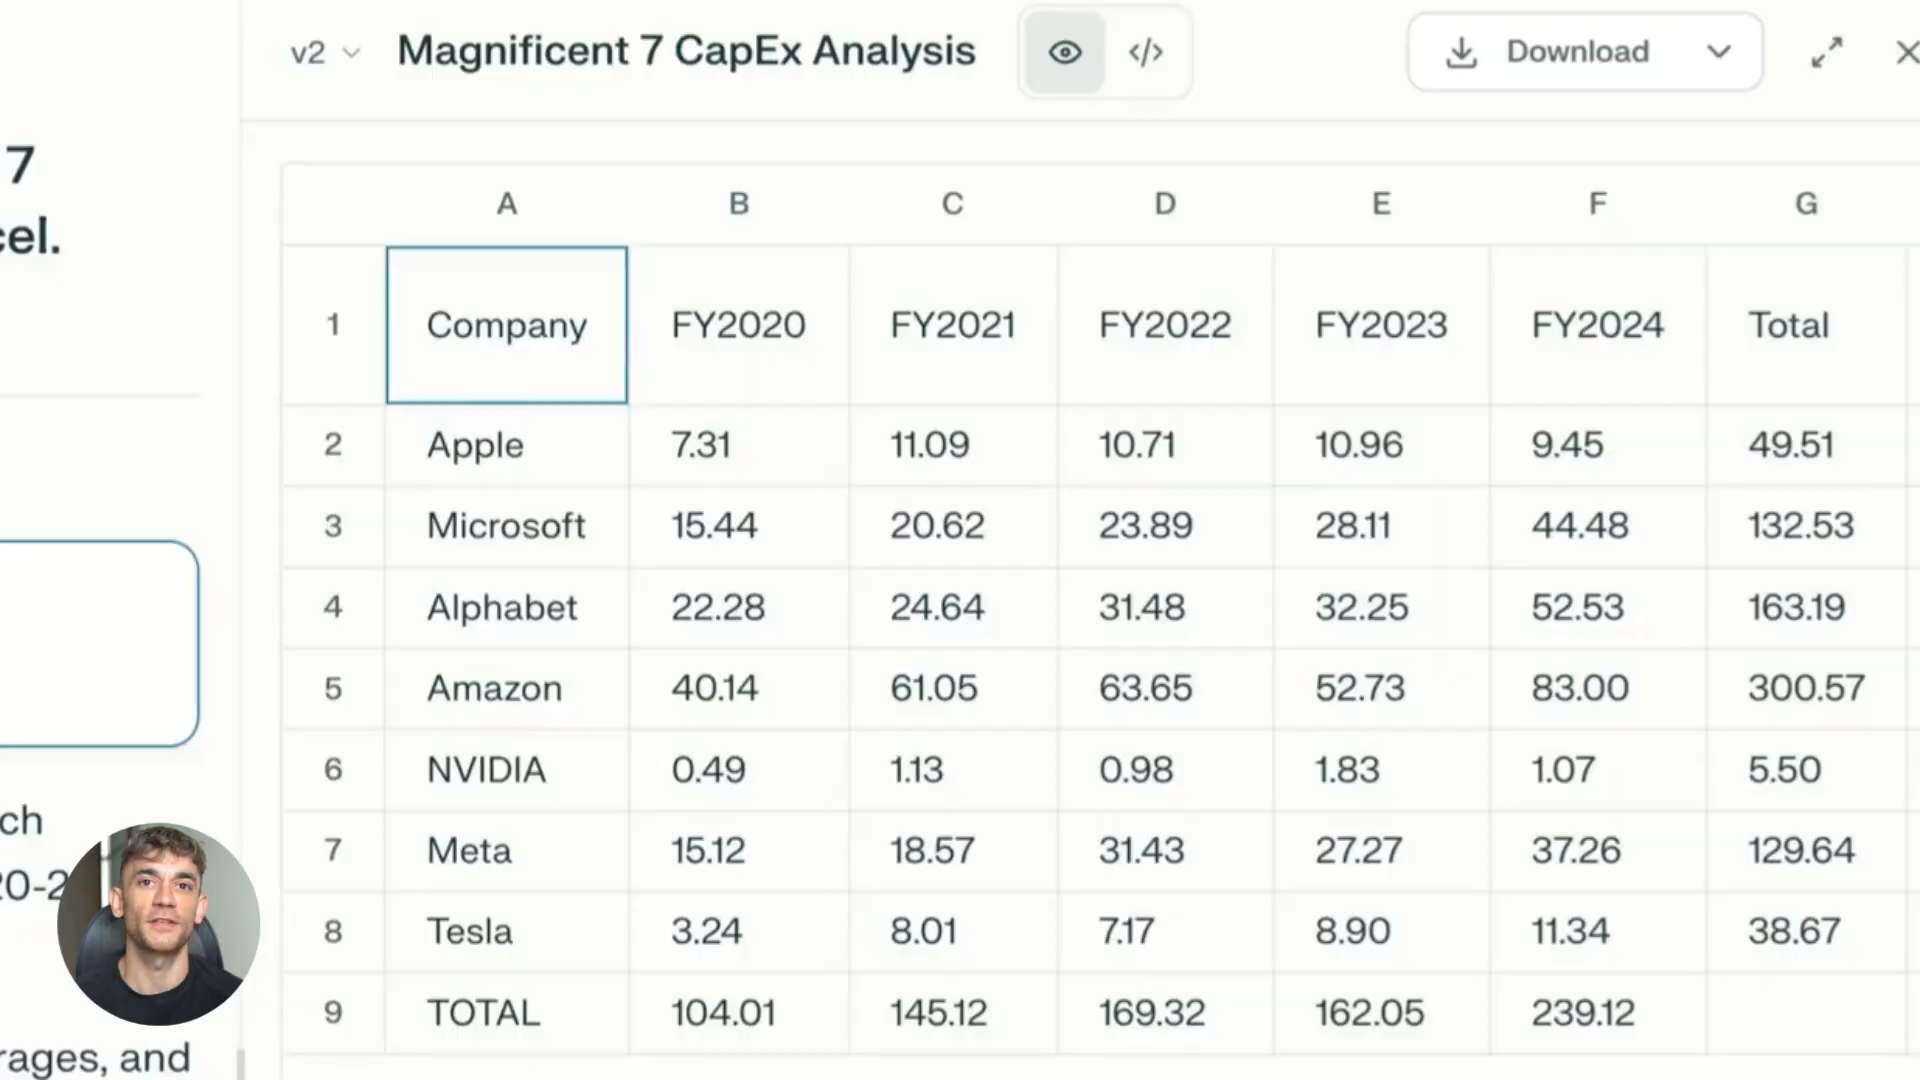 v2 Magnificent 7 CapEx Analysis </> Download
7
cel.
ch
20-2
rages, and
A B C D E F G
1 Company FY2020 FY2021 FY2022 FY2023 FY2024 Total
2 Apple 7.31 11.09 10.71 10.96 9.45 49.51
3 Microsoft 15.44 20.62 23.89 28.11 44.48 132.53
4 Alphabet 22.28 24.64 31.48 32.25 52.53 163.19
5 Amazon 40.14 61.05 63.65 52.73 83.00 300.57
6 NVIDIA 0.49 1.13 0.98 1.83 1.07 5.50
7 Meta 15.12 18.57 31.43 27.27 37.26 129.64
8 Tesla 3.24 8.01 7.17 8.90 11.34 38.67
9 TOTAL 104.01 145.12 169.32 162.05 239.12